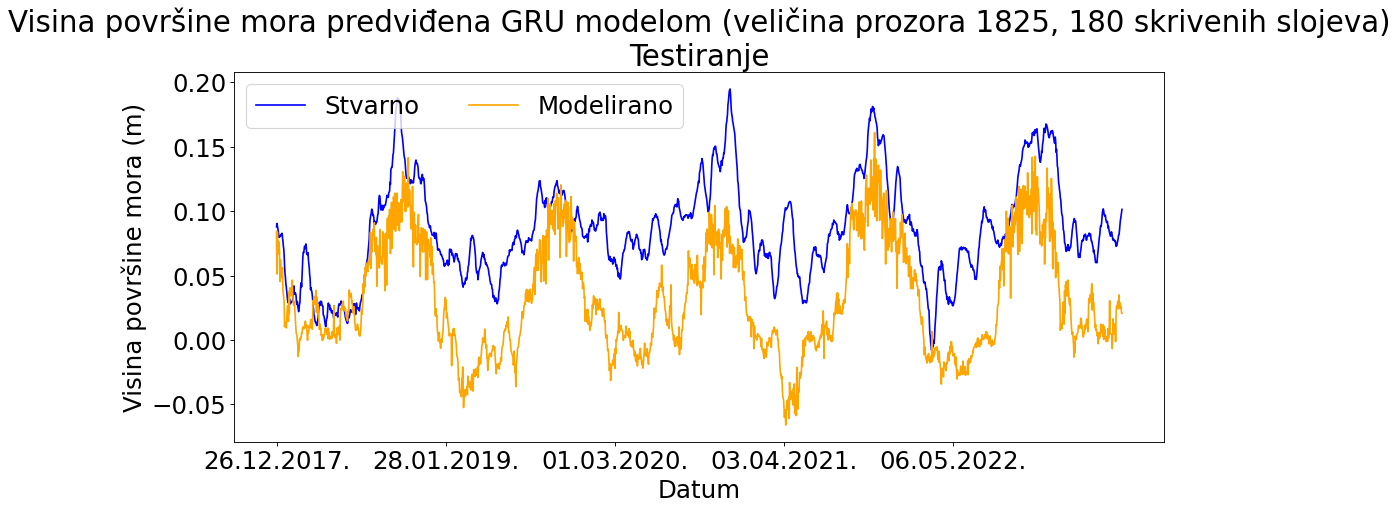 Visina površine mora predviđena GRU modelom (veličina prozora 1825, 180 skrivenih slojeva)
Testiranje
Stvarno
Modelirano
Visina površine mora (m)
0.20
0.15
0.10
0.05
0.00
−0.05
26.12.2017.
28.01.2019.
01.03.2020.
03.04.2021.
06.05.2022.
Datum